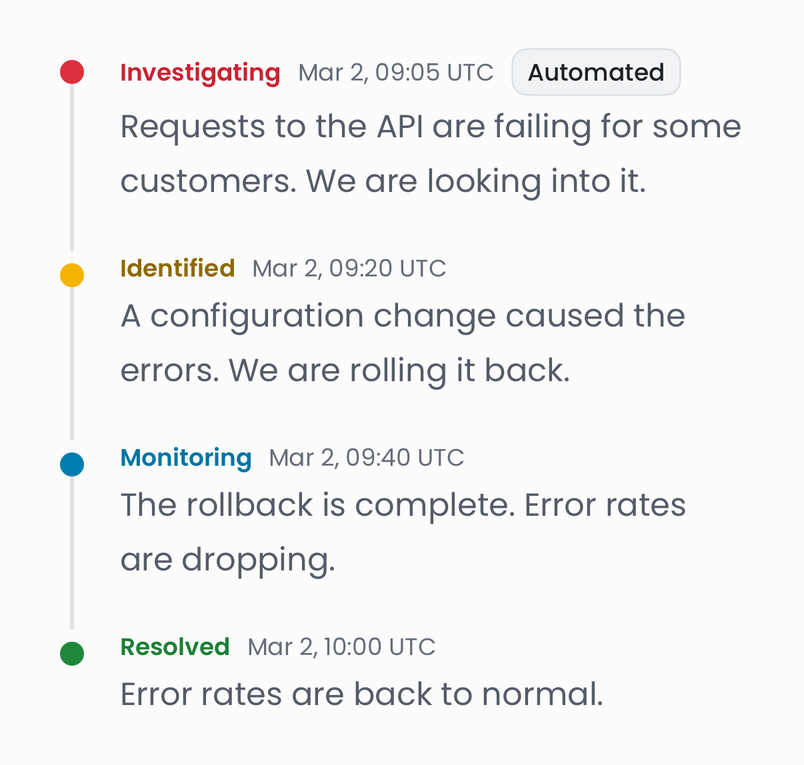 Investigating Mar 2, 09:05 UTC Automated
Requests to the API are failing for some
customers. We are looking into it.
Identified Mar 2, 09:20 UTC
A configuration change caused the
errors. We are rolling it back.
Monitoring Mar 2, 09:40 UTC
The rollback is complete. Error rates
are dropping.
Resolved Mar 2, 10:00 UTC
Error rates are back to normal.